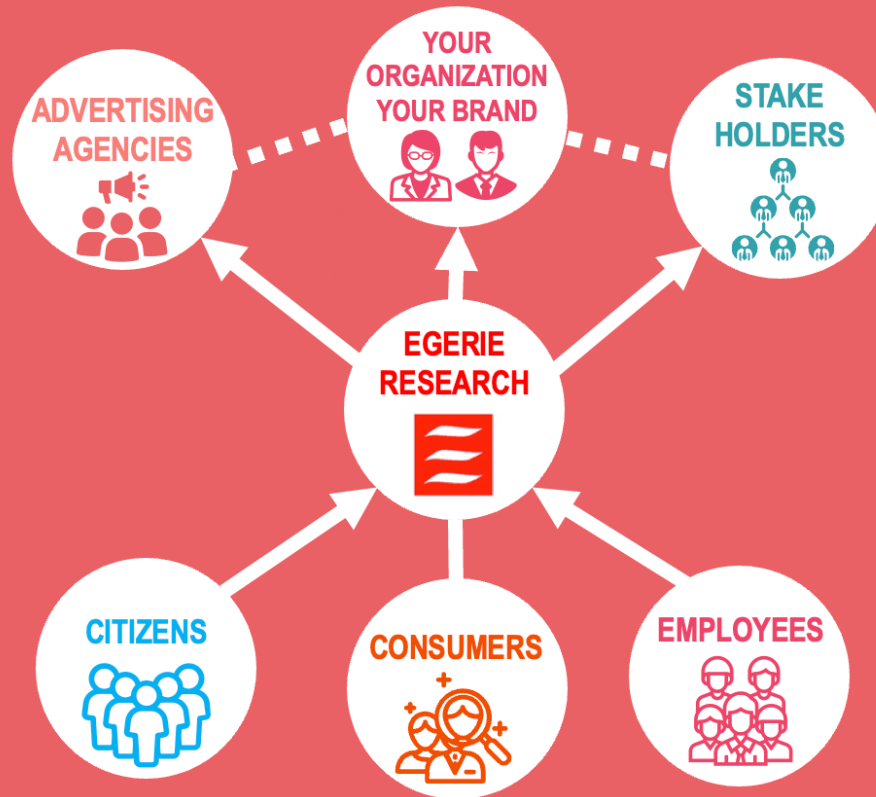 YOUR
ORGANIZATION
YOUR BRAND
ADVERTISING
AGENCIES
STAKE
HOLDERS
EGERIE
RESEARCH
CITIZENS
CONSUMERS
EMPLOYEES